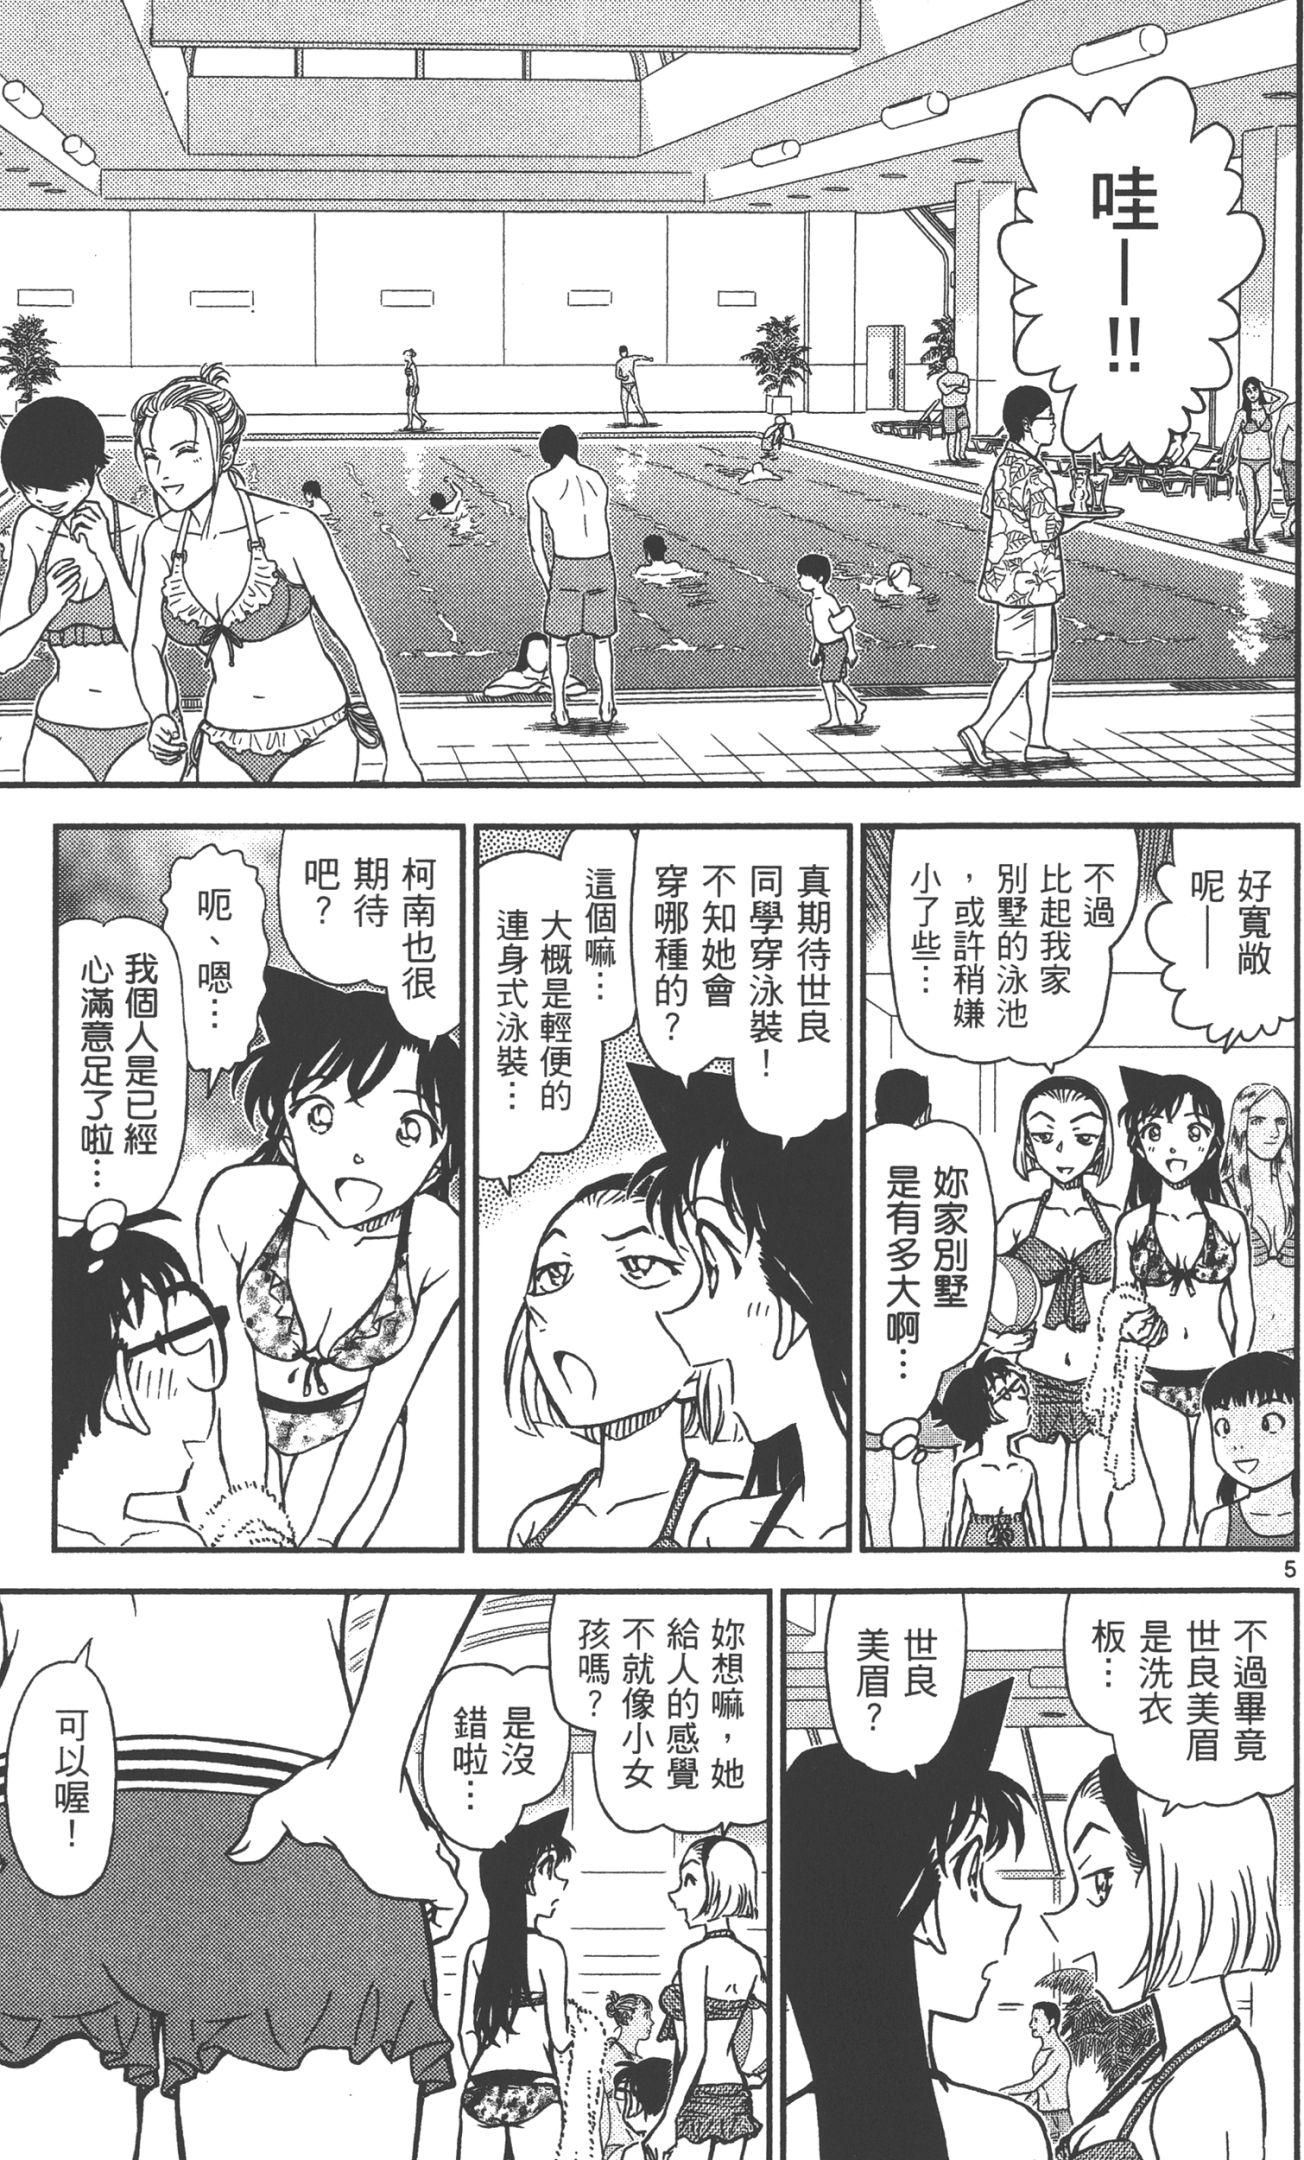 哇ー!!
好寬敞
呢ー
不過
比起我家
別墅的泳池
，或許稍嫌
小了些…
妳家別墅
是有多大啊…
真期待世良
同學穿泳裝！
不知她會
穿哪種的？
這個嘛…
大概是輕便的
連身式泳裝…
柯南也很
期待
吧？
呃、嗯…
我個人是已經
心滿意足了啦…
5
不過畢竟
世良美眉
是洗衣
板…
世良
美眉？
妳想嘛，她
給人的感覺
不就像小女
孩嗎？
是沒
錯啦…
可以喔！